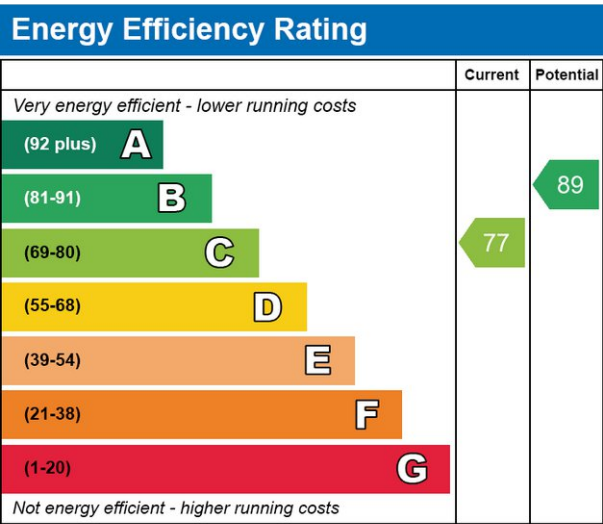 Energy Efficiency Rating
Current Potential
Very energy efficient - lower running costs
(92 plus) A
(81-91) B
89
(69-80) C
77
(55-68) D
(39-54) E
(21-38) F
(1-20) G
Not energy efficient - higher running costs